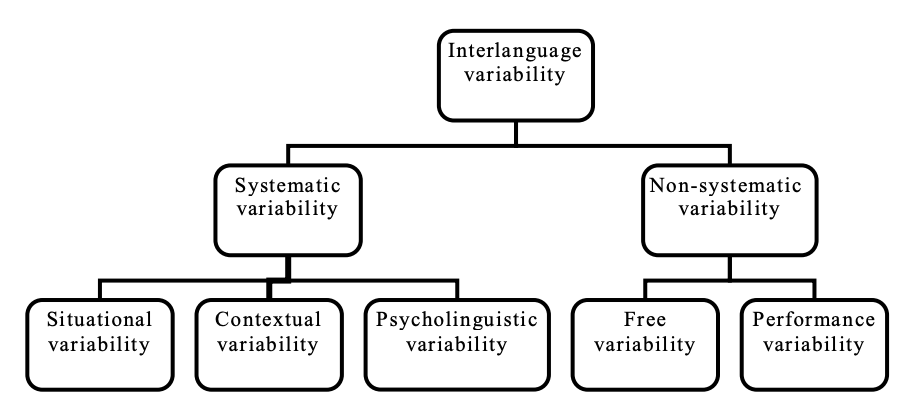 Interlanguage
variability
Systematic
variability
Non-systematic
variability
Situational
variability
Contextual
variability
Psycholinguistic
variability
Free
variability
Performance
variability